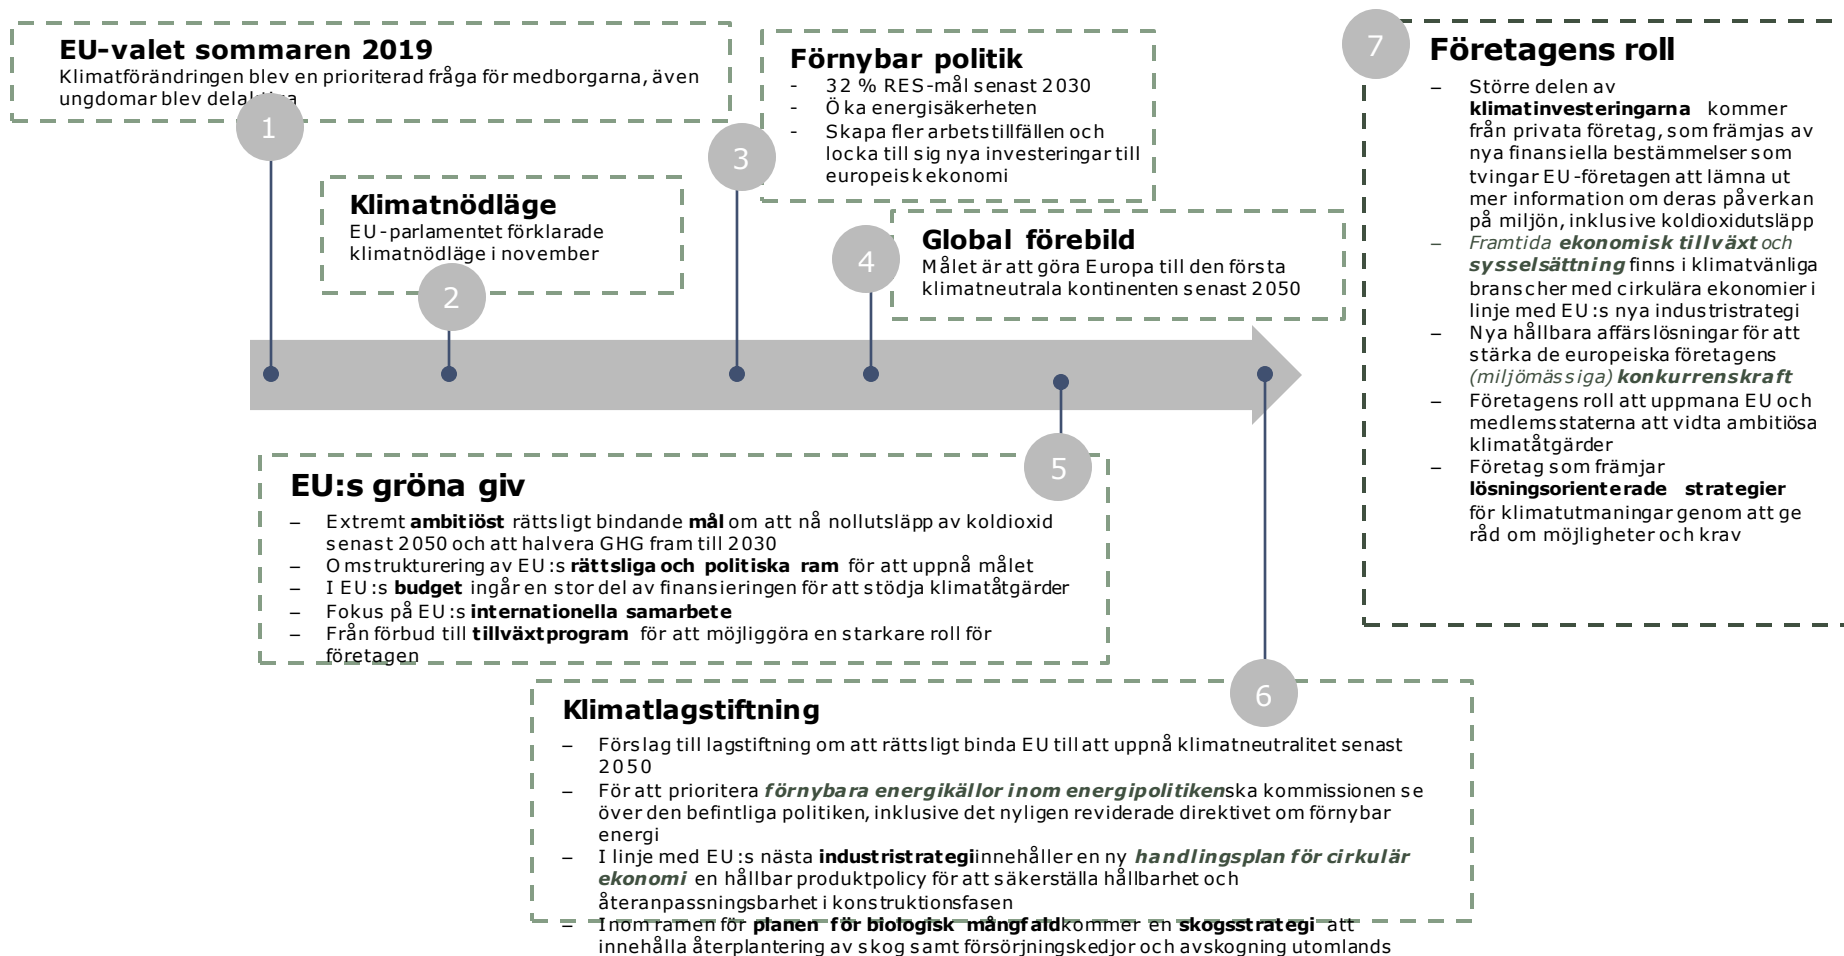 EU-valet sommaren 2019
Klimatförändringen blev en prioriterad fråga för medborgarna, även
ungdomar blev delaktiga
1
Klimatnödläge
EU-parlamentet förklarade
klimatnödläge i november
2
3
Förnybar politik
- 32 % RES-mål senast 2030
- Öka energisäkerheten
- Skapa fler arbetstillfällen och
locka till sig nya investeringar till
europeisk ekonomi
4
Global förebild
Målet är att göra Europa till den första
klimatneutrala kontinenten senast 2050
5
EU:s gröna giv
– Extremt ambitiöst rättsligt bindande mål om att nå nollutsläpp av koldioxid
senast 2050 och att halvera GHG fram till 2030
– Omstrukturering av EU:s rättsliga och politiska ram för att uppnå målet
– I EU:s budget ingår en stor del av finansieringen för att stödja klimatåtgärder
– Fokus på EU:s internationella samarbete
– Från förbud till tillväxtprogram för att möjliggöra en starkare roll för
företagen
6
Klimatlagstiftning
– Förslag till lagstiftning om att rättsligt binda EU till att uppnå klimatneutralitet senast
2050
– För att prioritera förnybara energikällor inom energipolitiken ska kommissionen se
över den befintliga politiken, inklusive det nyligen reviderade direktivet om förnybar
energi
– I linje med EU:s nästa industristrategi innehåller en ny handlingsplan för cirkulär
ekonomi en hållbar produktpolicy för att säkerställa hållbarhet och
återanpassningsbarhet i konstruktionsfasen
– Inom ramen för planen för biologisk mångfald kommer en skogsstrategi att
innehålla återplantering av skog samt försörjningskedjor och avskogning utomlands
7
Företagens roll
– Större delen av
klimatinvesteringarna kommer
från privata företag, som främjas av
nya finansiella bestämmelser som
tvingar EU-företagen att lämna ut
mer information om deras påverkan
på miljön, inklusive koldioxidutsläpp
– Framtida ekonomisk tillväxt och
sysselsättning finns i klimatvänliga
branscher med cirkulära ekonomier i
linje med EU:s nya industristrategi
– Nya hållbara affärslösningar för att
stärka de europeiska företagens
(miljömässiga) konkurrenskraft
– Företagens roll att uppmana EU och
medlemsstaterna att vidta ambitiösa
klimatåtgärder
– Företag som främjar
lösningsorienterade strategier
för klimatutmaningar genom att ge
råd om möjligheter och krav